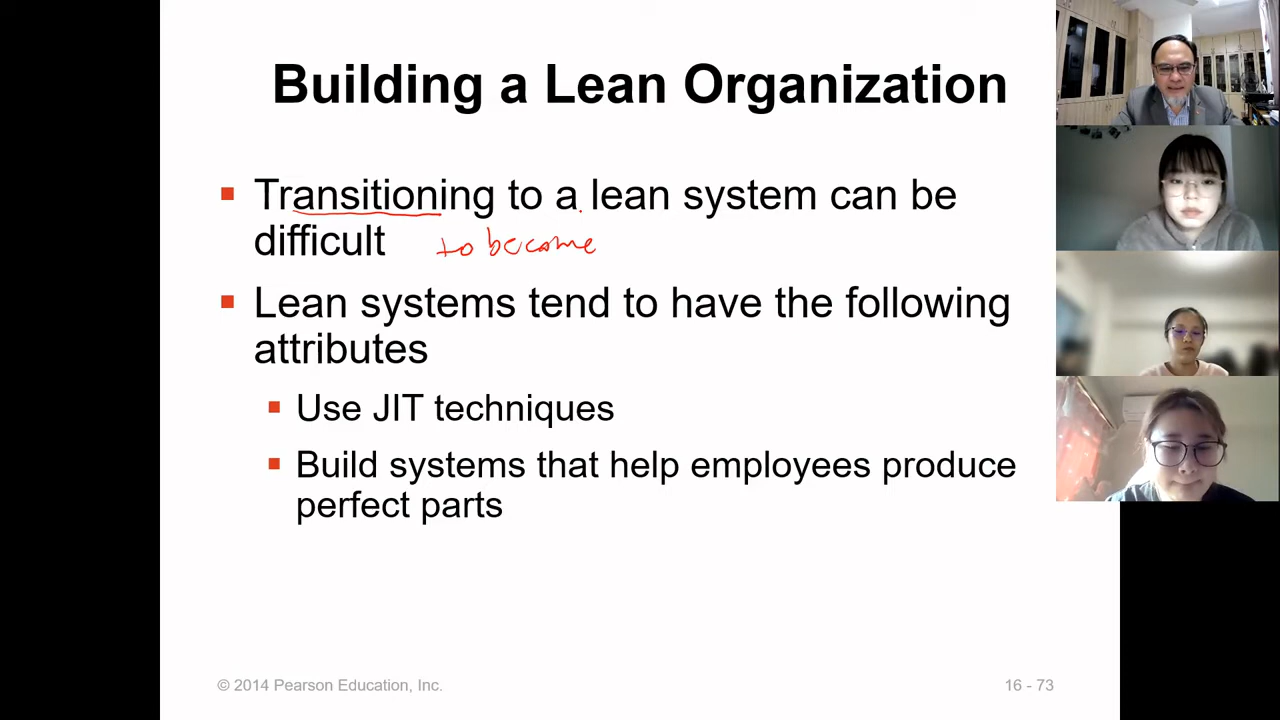 Building a Lean Organization
Transitioning to a lean system can be
difficult
to become
Lean systems tend to have the following
attributes
Use JIT techniques
Build systems that help employees produce
perfect parts
© 2014 Pearson Education, Inc.
16 - 73